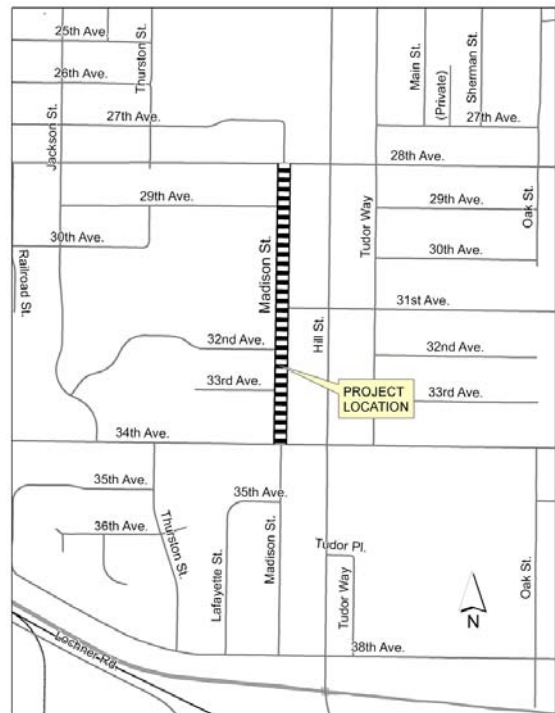 25th Ave.
Thurston St.
Main St.
(Private)
Sherman St.
26th Ave.
Jackson St.
27th Ave.
27th Ave.
28th Ave.
29th Ave.
29th Ave.
Oak St.
Tudor Way
30th Ave.
30th Ave.
Railroad St.
Madison St.
31st Ave.
Hill St.
32nd Ave.
32nd Ave.
33rd Ave.
PROJECT
LOCATION
33rd Ave.
34th Ave.
35th Ave.
35th Ave.
36th Ave.
Thurston St.
Lafayette St.
Madison St.
Tudor Pl.
Tudor Way
Oak St.
N
38th Ave.
Lochner Rd.